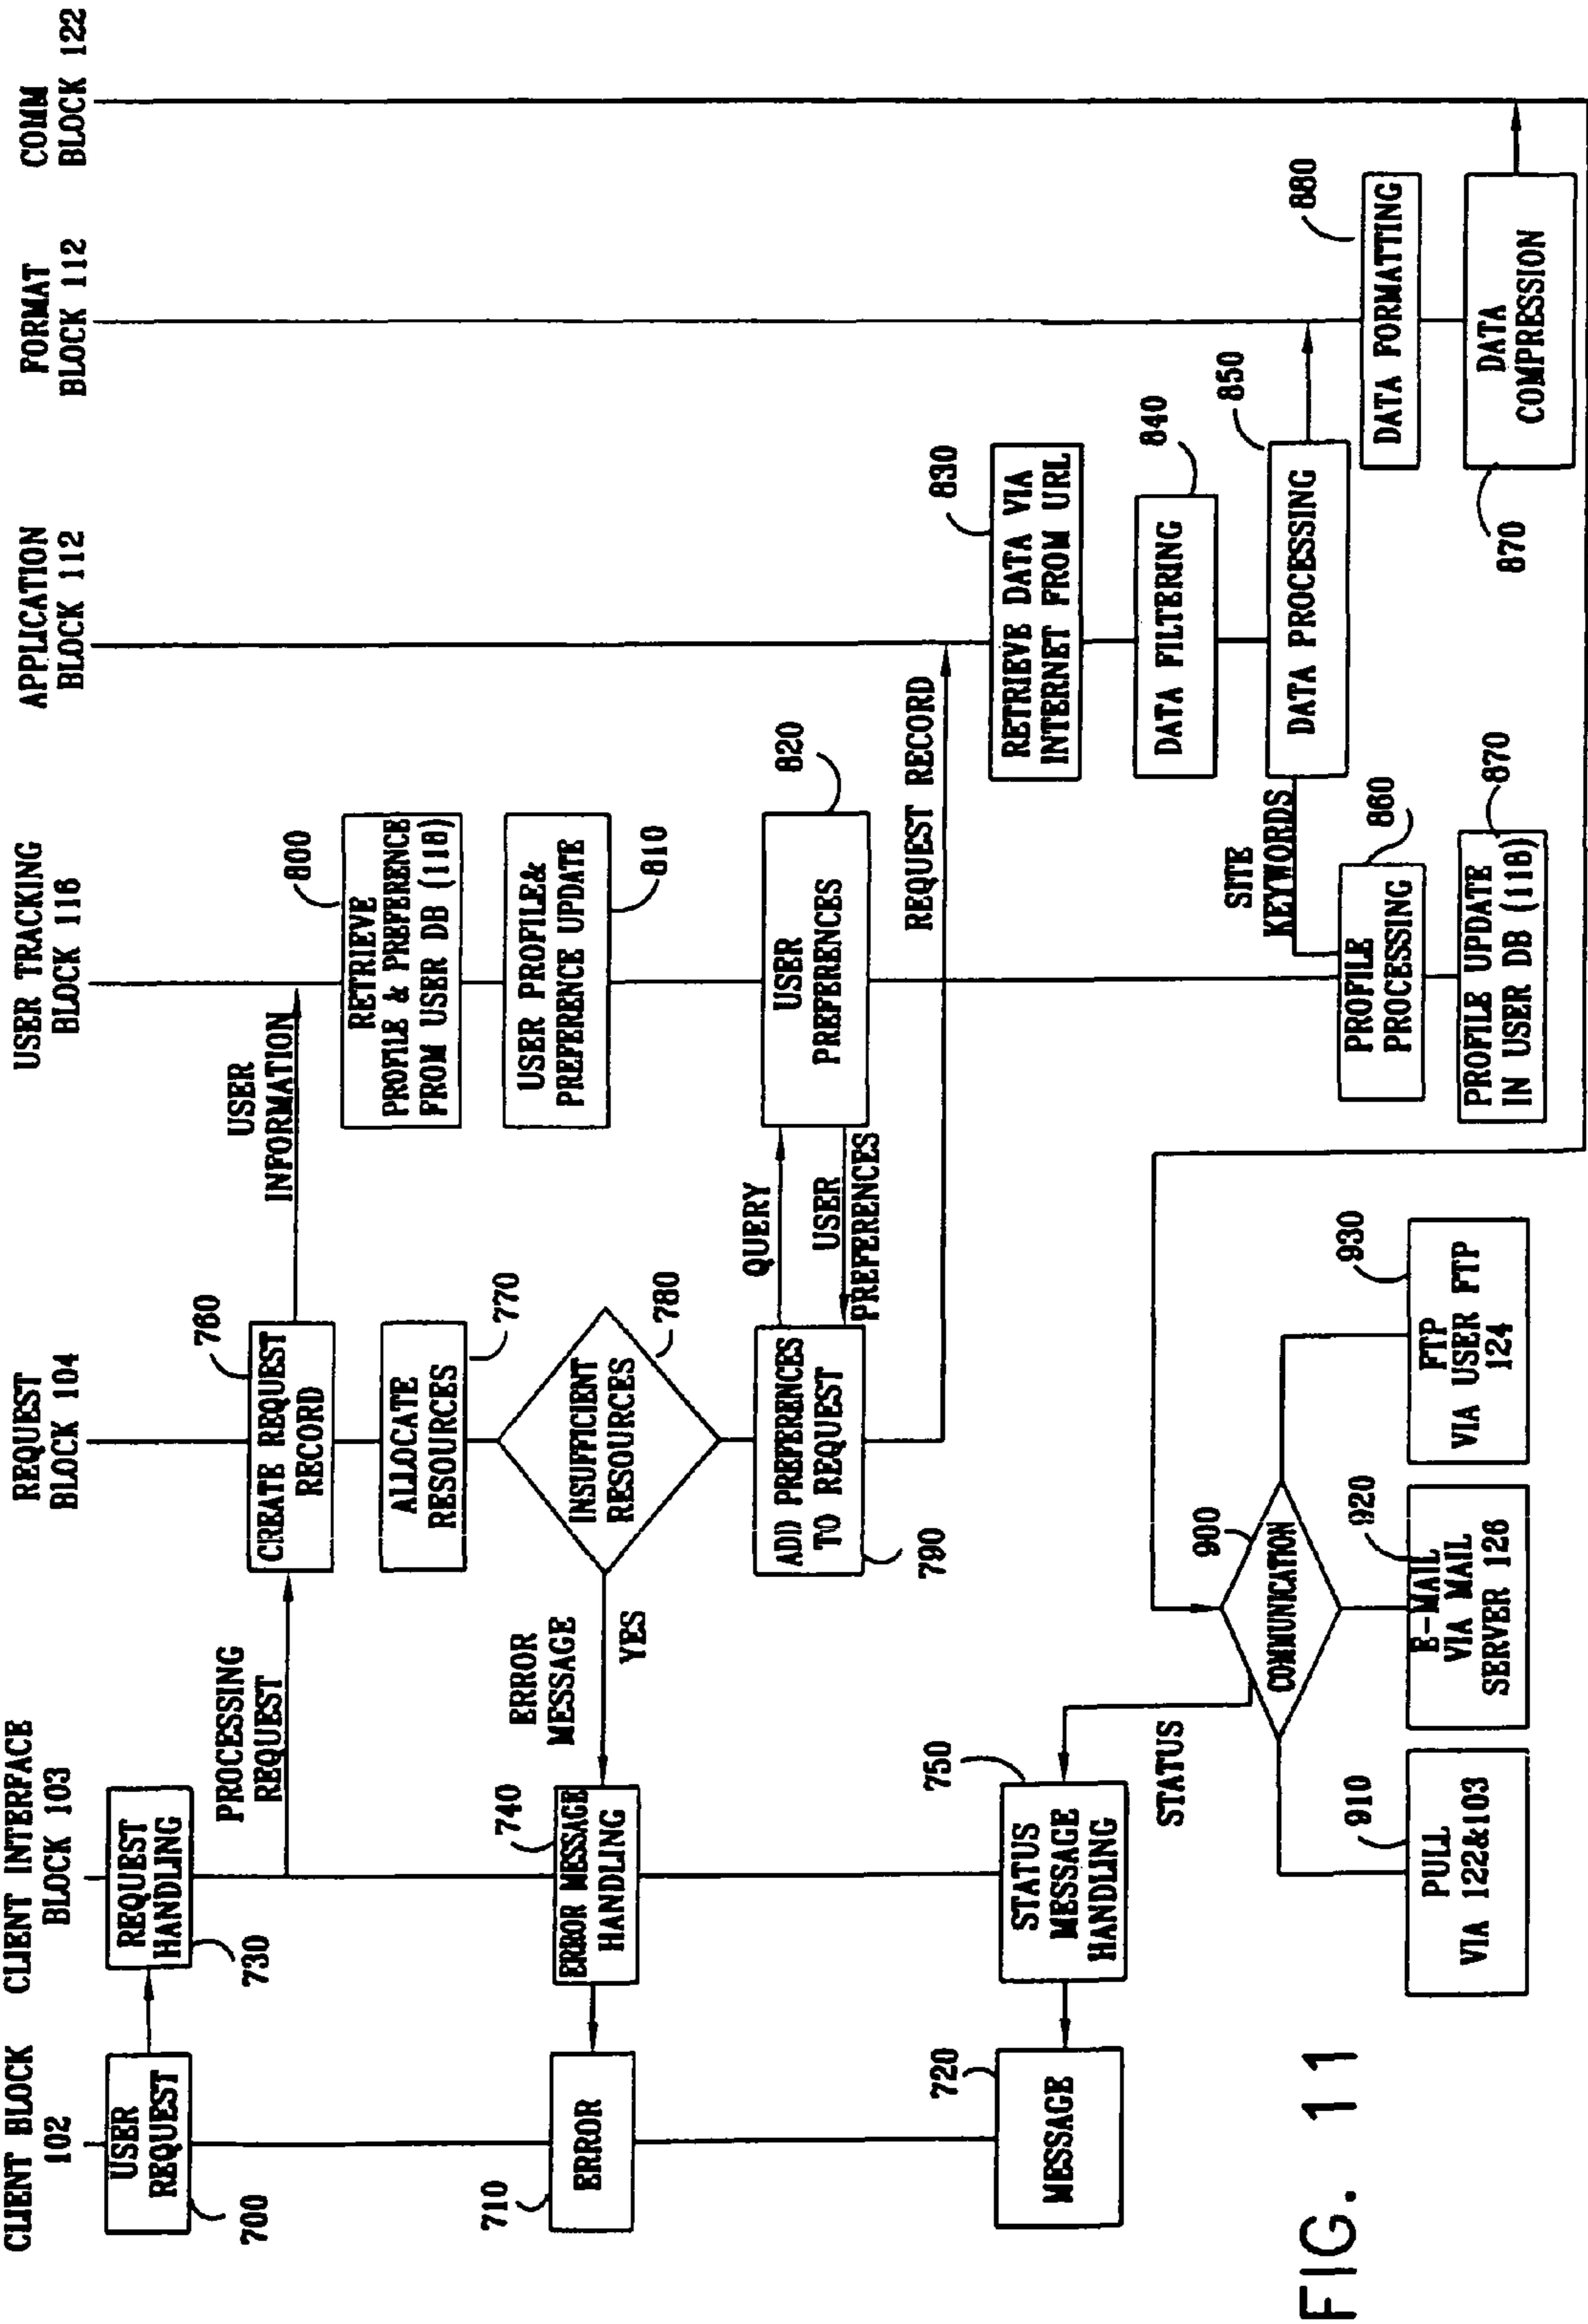 CLIENT BLOCK
102
CLIENT INTERFACE
BLOCK 103
REQUEST
BLOCK 104
USER TRACKING
BLOCK 116
APPLICATION
BLOCK 112
FORMAT
BLOCK 112
COMM
BLOCK 122
USER
REQUEST
700
REQUEST
HANDLING
730
PROCESSING
REQUEST
CREATE REQUEST
RECORD
760
USER
INFORMATION
RETRIEVE
PROFILE & PREFERENCE
FROM USER DB (118)
800
ALLOCATE
RESOURCES
770
USER PROFILE&
PREFERENCE UPDATE
810
ERROR
710
ERROR MESSAGE
HANDLING
740
ERROR
MESSAGE
YES
INSUFFICIENT
RESOURCES
780
ADD PREFERENCES
TO REQUEST
790
QUERY
USER
PREFERENCES
USER
PREFERENCES
820
REQUEST RECORD
RETRIEVE DATA VIA
INTERNET FROM URL
830
DATA FILTERING
840
DATA PROCESSING
850
SITE
KEYWORDS
PROFILE
PROCESSING
860
PROFILE UPDATE
IN USER DB (118)
870
DATA FORMATTING
880
DATA
COMPRESSION
870
MESSAGE
720
STATUS
MESSAGE
HANDLING
750
STATUS
COMMUNICATION
900
PULL
VIA 122&103
910
E-MAIL
VIA MAIL
SERVER 126
920
FTP
VIA USER FTP
124
930
FIG. 11